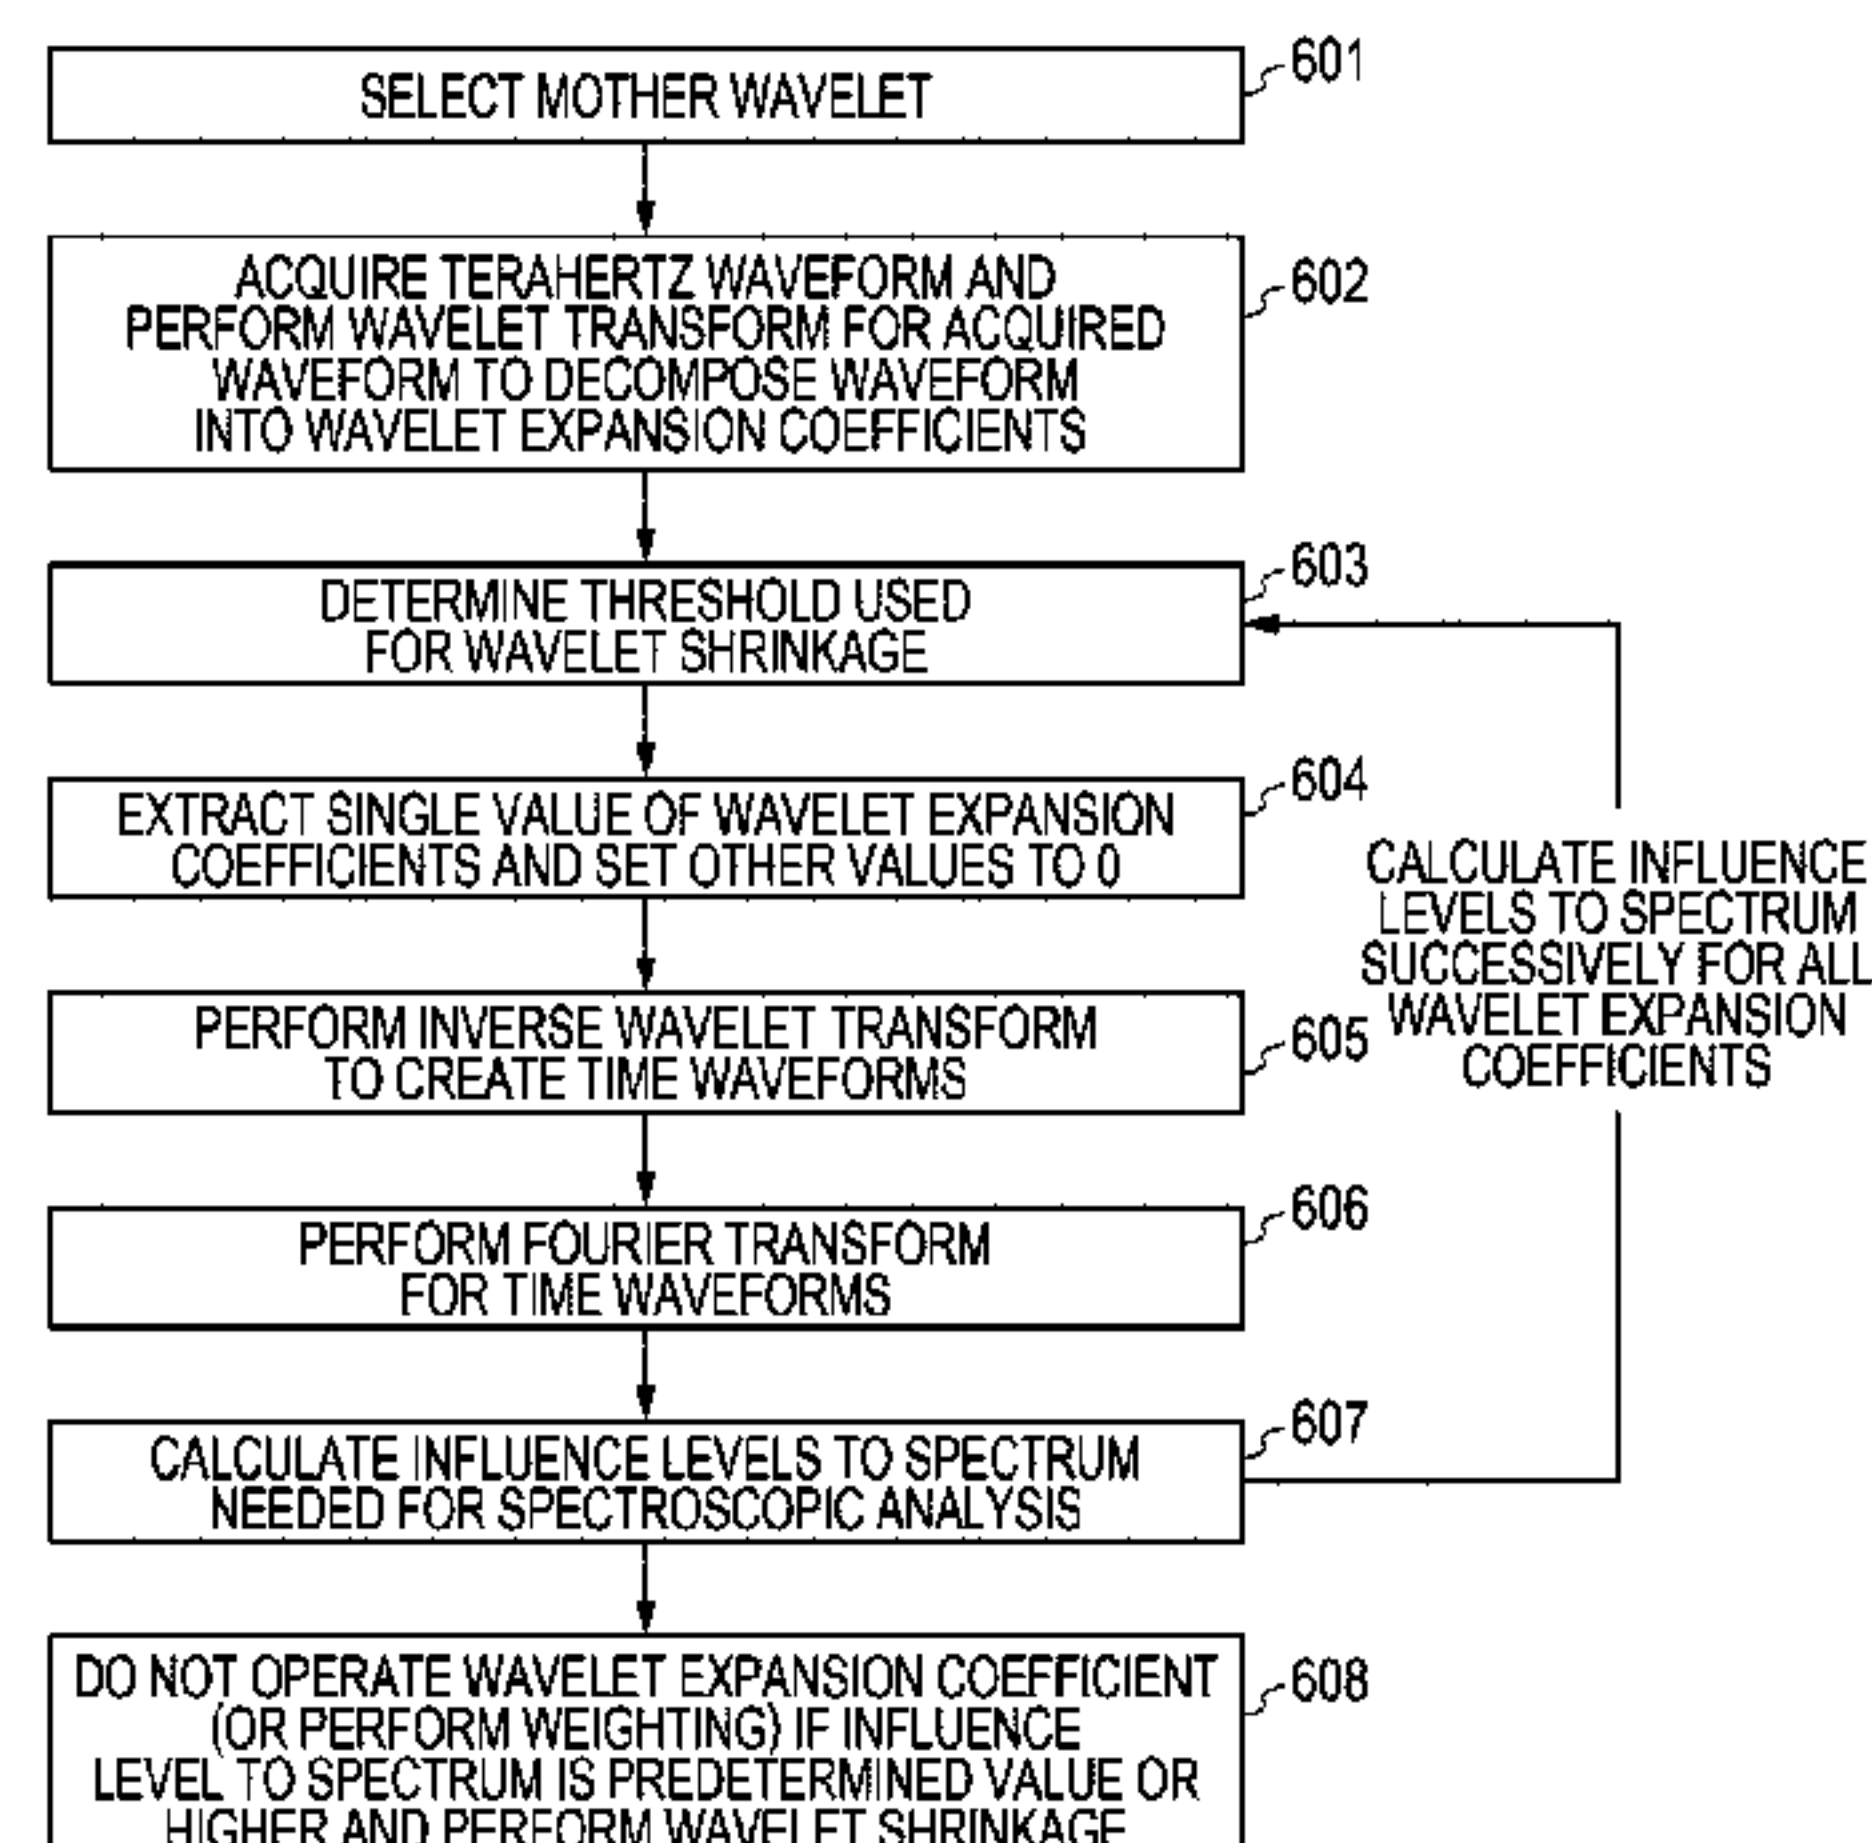 601
SELECT MOTHER WAVELET
602
ACQUIRE TERAHERTZ WAVEFORM AND
PERFORM WAVELET TRANSFORM FOR ACQUIRED
WAVEFORM TO DECOMPOSE WAVEFORM
INTO WAVELET EXPANSION COEFFICIENTS
603
DETERMINE THRESHOLD USED
FOR WAVELET SHRINKAGE
604
EXTRACT SINGLE VALUE OF WAVELET EXPANSION
COEFFICIENTS AND SET OTHER VALUES TO 0
CALCULATE INFLUENCE
LEVELS TO SPECTRUM
SUCCESSIVELY FOR ALL
WAVELET EXPANSION
COEFFICIENTS
605
PERFORM INVERSE WAVELET TRANSFORM
TO CREATE TIME WAVEFORMS
606
PERFORM FOURIER TRANSFORM
FOR TIME WAVEFORMS
607
CALCULATE INFLUENCE LEVELS TO SPECTRUM
NEEDED FOR SPECTROSCOPIC ANALYSIS
608
DO NOT OPERATE WAVELET EXPANSION COEFFICIENT
(OR PERFORM WEIGHTING) IF INFLUENCE
LEVEL TO SPECTRUM IS PREDETERMINED VALUE OR
HIGHER AND PERFORM WAVELET SHRINKAGE